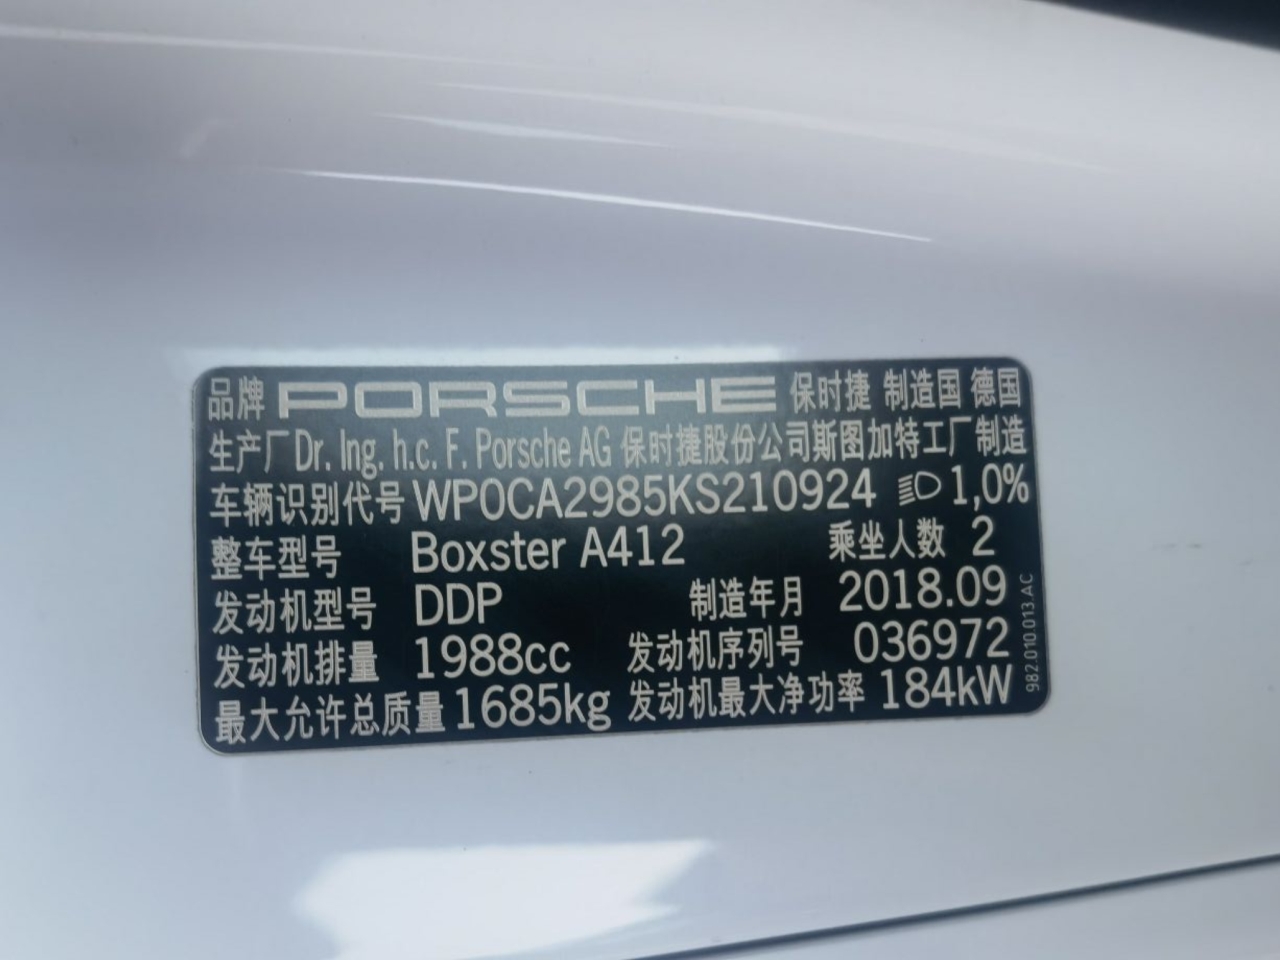 品牌 PORSCHE 保时捷 制造国 德国
生产厂 Dr. Ing. h.c. F. Porsche AG 保时捷股份公司斯图加特工厂制造
车辆识别代号 WP0CA2985KS210924 1,0%
整车型号 Boxster A412 乘坐人数 2
发动机型号 DDP 制造年月 2018.09
发动机排量 1988cc 发动机序列号 036972
最大允许总质量 1685kg 发动机最大净功率 184kW
982.010.013.AC